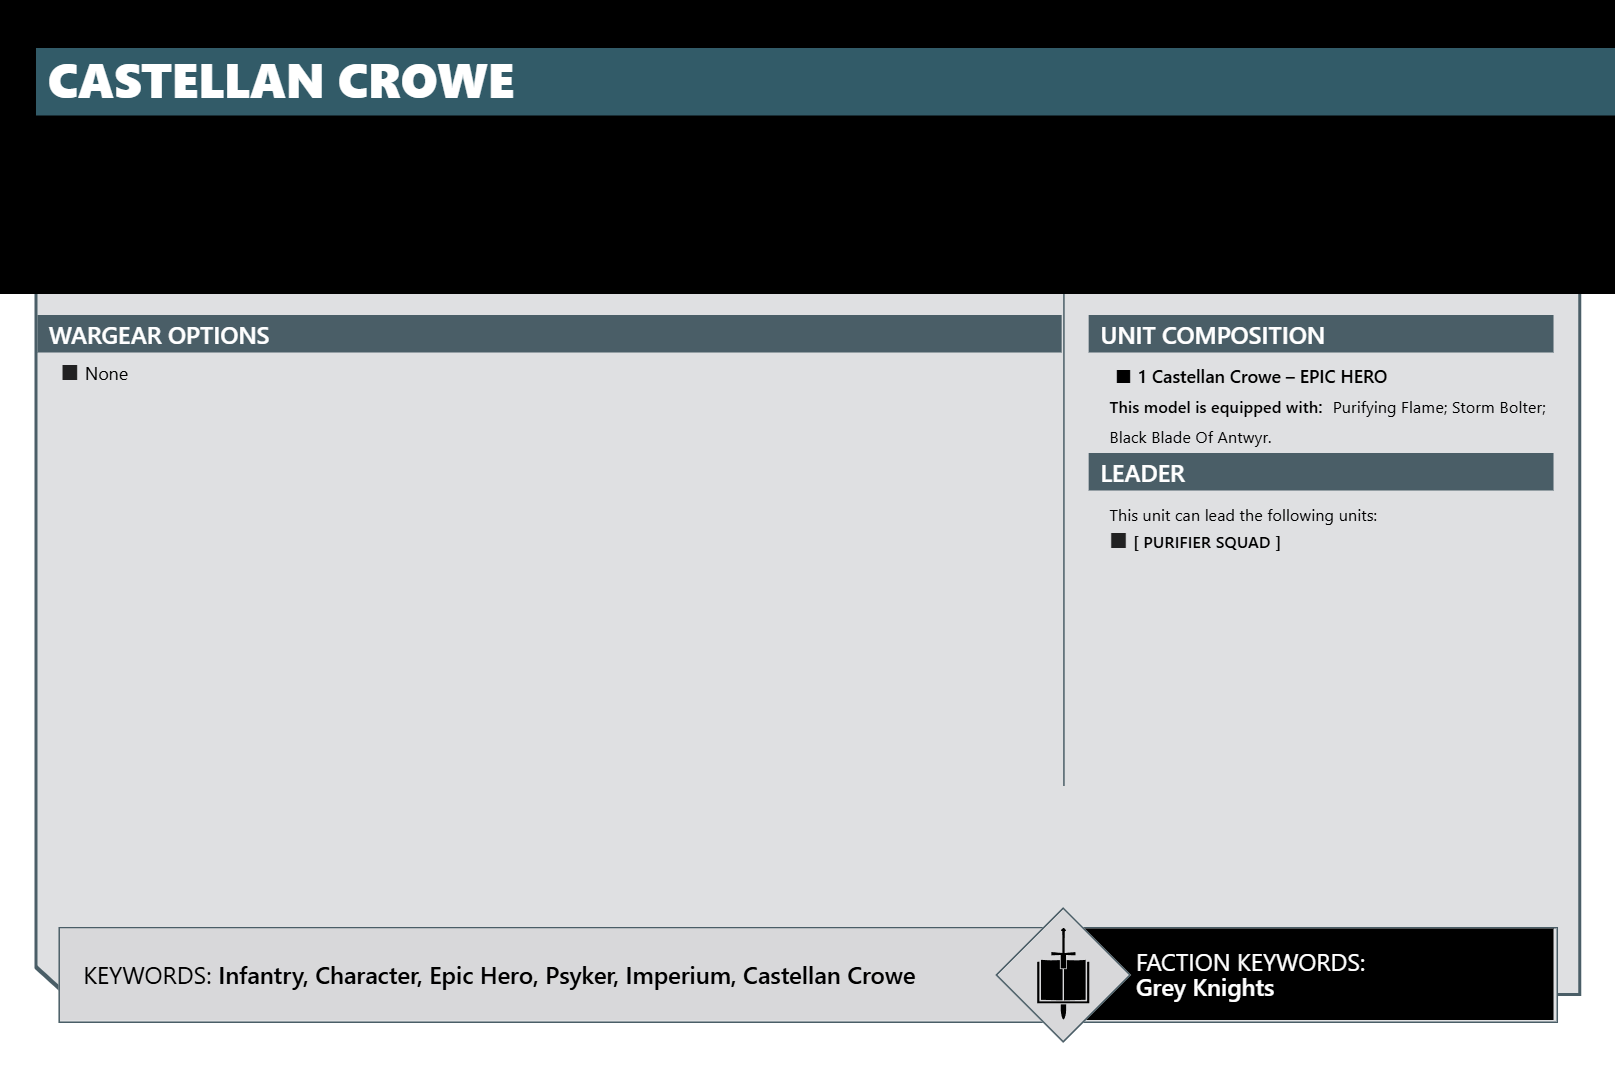 CASTELLAN CROWE
WARGEAR OPTIONS
None
UNIT COMPOSITION
1 Castellan Crowe – EPIC HERO
This model is equipped with: Purifying Flame; Storm Bolter;
Black Blade Of Antwyr.
LEADER
This unit can lead the following units:
[ PURIFIER SQUAD ]
KEYWORDS: Infantry, Character, Epic Hero, Psyker, Imperium, Castellan Crowe
FACTION KEYWORDS:
Grey Knights